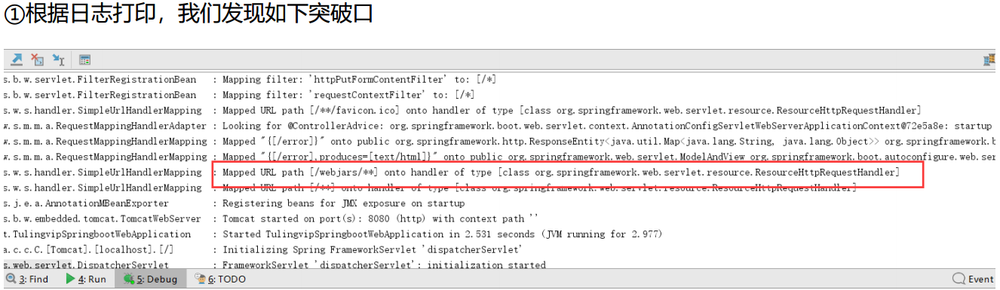 ①根据日志打印，我们发现如下突破口
s.b.w.servlet.FilterRegistrationBean : Mapping filter: 'httpPutFormContentFilter' to: [/*]
s.b.w.servlet.FilterRegistrationBean : Mapping filter: 'requestContextFilter' to: [/*]
s.w.s.handler.SimpleUrlHandlerMapping : Mapped URL path [/**/favicon.ico] onto handler of type [class org.springframework.web.servlet.resource.ResourceHttpRequestHandler]
w.s.m.m.a.RequestMappingHandlerAdapter : Looking for @ControllerAdvice: org.springframework.boot.web.servlet.context.AnnotationConfigServletWebServerApplicationContext@72e5a8e: startup
w.s.m.m.a.RequestMappingHandlerMapping : Mapped "{[/error]}" onto public org.springframework.http.ResponseEntity<java.util.Map<java.lang.String, java.lang.Object>> org.springframework.b
w.s.m.m.a.RequestMappingHandlerMapping : Mapped "{[/error],produces=[text/html]}" onto public org.springframework.web.servlet.ModelAndView org.springframework.boot.autoconfigure.web.ser
s.w.s.handler.SimpleUrlHandlerMapping : Mapped URL path [/webjars/**] onto handler of type [class org.springframework.web.servlet.resource.ResourceHttpRequestHandler]
s.w.s.handler.SimpleUrlHandlerMapping : Mapped URL path [/**] onto handler of type [class org.springframework.web.servlet.resource.ResourceHttpRequestHandler]
s.j.e.a.AnnotationMBeanExporter : Registering beans for JMX exposure on startup
s.b.w.embedded.tomcat.TomcatWebServer : Tomcat started on port(s): 8080 (http) with context path ''
t.TulingvipSpringbootWebApplication : Started TulingvipSpringbootWebApplication in 2.531 seconds (JVM running for 2.977)
a.c.c.C.[Tomcat].[localhost].[/] : Initializing Spring FrameworkServlet 'dispatcherServlet'
s.web.servlet.DispatcherServlet : FrameworkServlet 'dispatcherServlet': initialization started
3: Find 4: Run 5: Debug 6: TODO Event